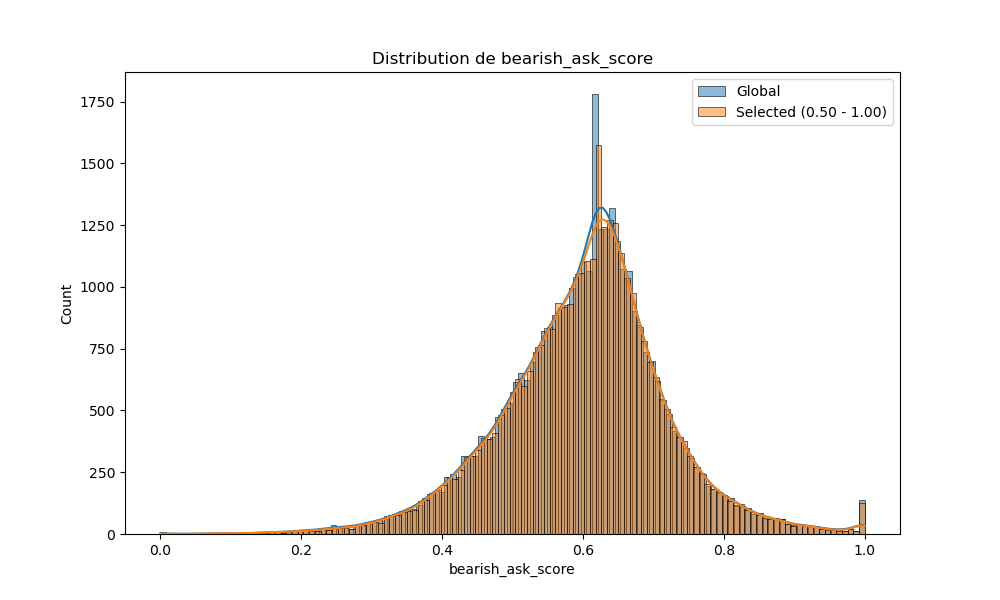 Distribution de bearish_ask_score
Global
Selected (0.50 - 1.00)
1750
1500
1250
1000
750
500
250
0
Count
0.0 0.2 0.4 0.6 0.8 1.0
bearish_ask_score